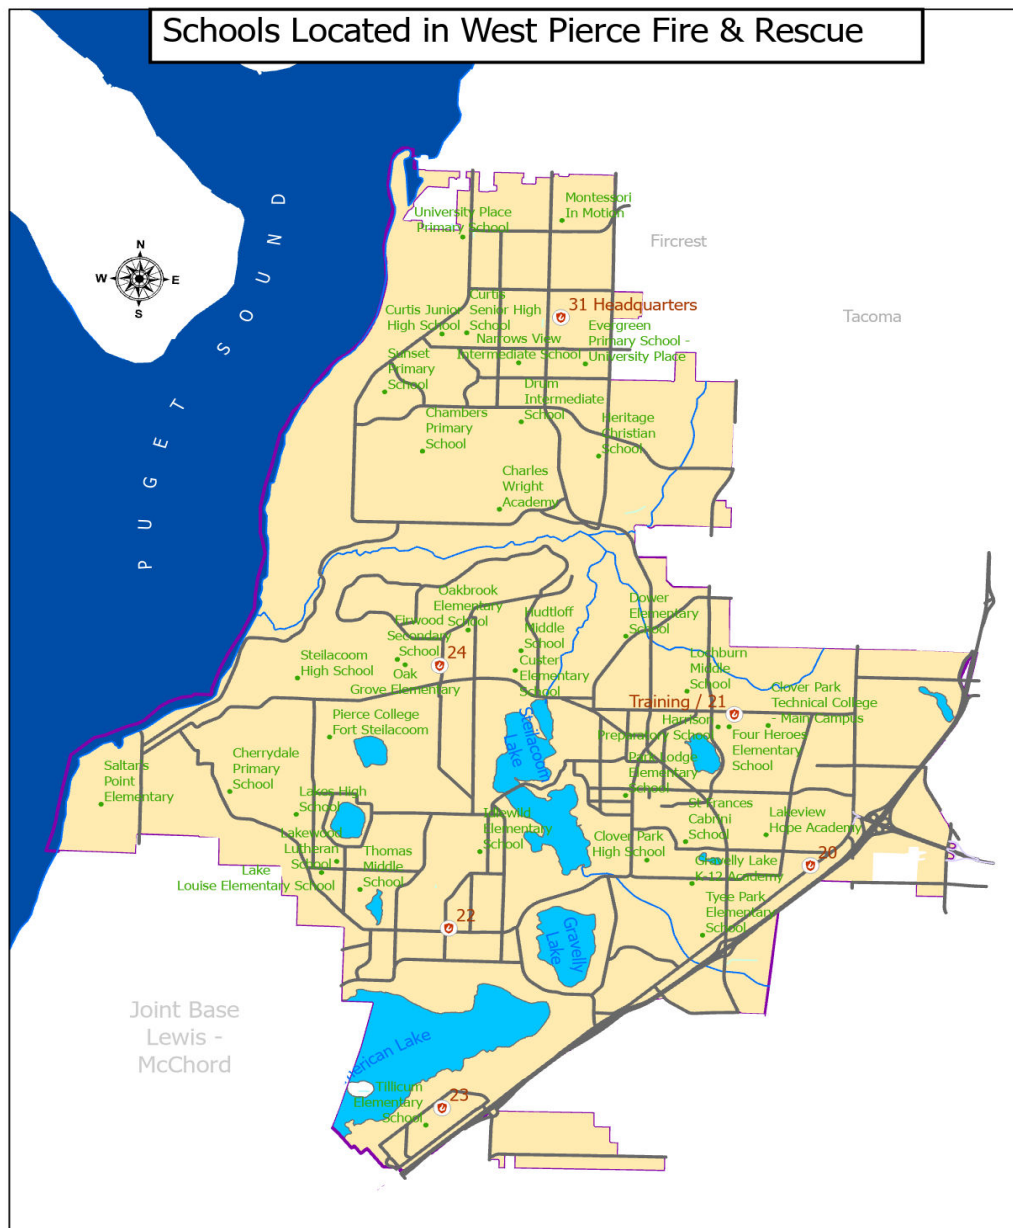 Schools Located in West Pierce Fire & Rescue
PUGET SOUND
N
W
E
S
University Place
Primary School
Montessori
In Motion
Fircrest
Tacoma
31 Headquarters
Curtis Junior
High School
Curtis
Senior High
School
Narrows View
Intermediate School
Evergreen
Primary School -
University Place
Sunset
Primary
School
Drum
Intermediate
School
Chambers
Primary
School
Heritage
Christian
School
Charles
Wright
Academy
Oakbrook
Elementary
School
Firwood
Secondary
School
Hudtloff
Middle
School
Dower
Elementary
School
Steilacoom
High School
24
Oak
Grove Elementary
Custer
Elementary
School
Lochburn
Middle
School
Training / 21
Clover Park
Technical College
- Main Campus
Harrison
Preparatory School
Four Heroes
Elementary
School
Pierce College
Fort Steilacoom
Steilacoom
Lake
Saltars
Point
Elementary
Cherrydale
Primary
School
Park Lodge
Elementary
School
Lakes High
School
Idlewild
Elementary
School
St Frances
Cabrini
School
Lakeview
Hope Academy
Lakewood
Lutheran
School
Thomas
Middle
School
Clover Park
High School
20
Lake
Louise Elementary School
Gravelly Lake
K-12 Academy
Tyee Park
Elementary
School
22
Gravelly
Lake
Joint Base
Lewis -
McChord
American Lake
Tillicum
Elementary
School
23